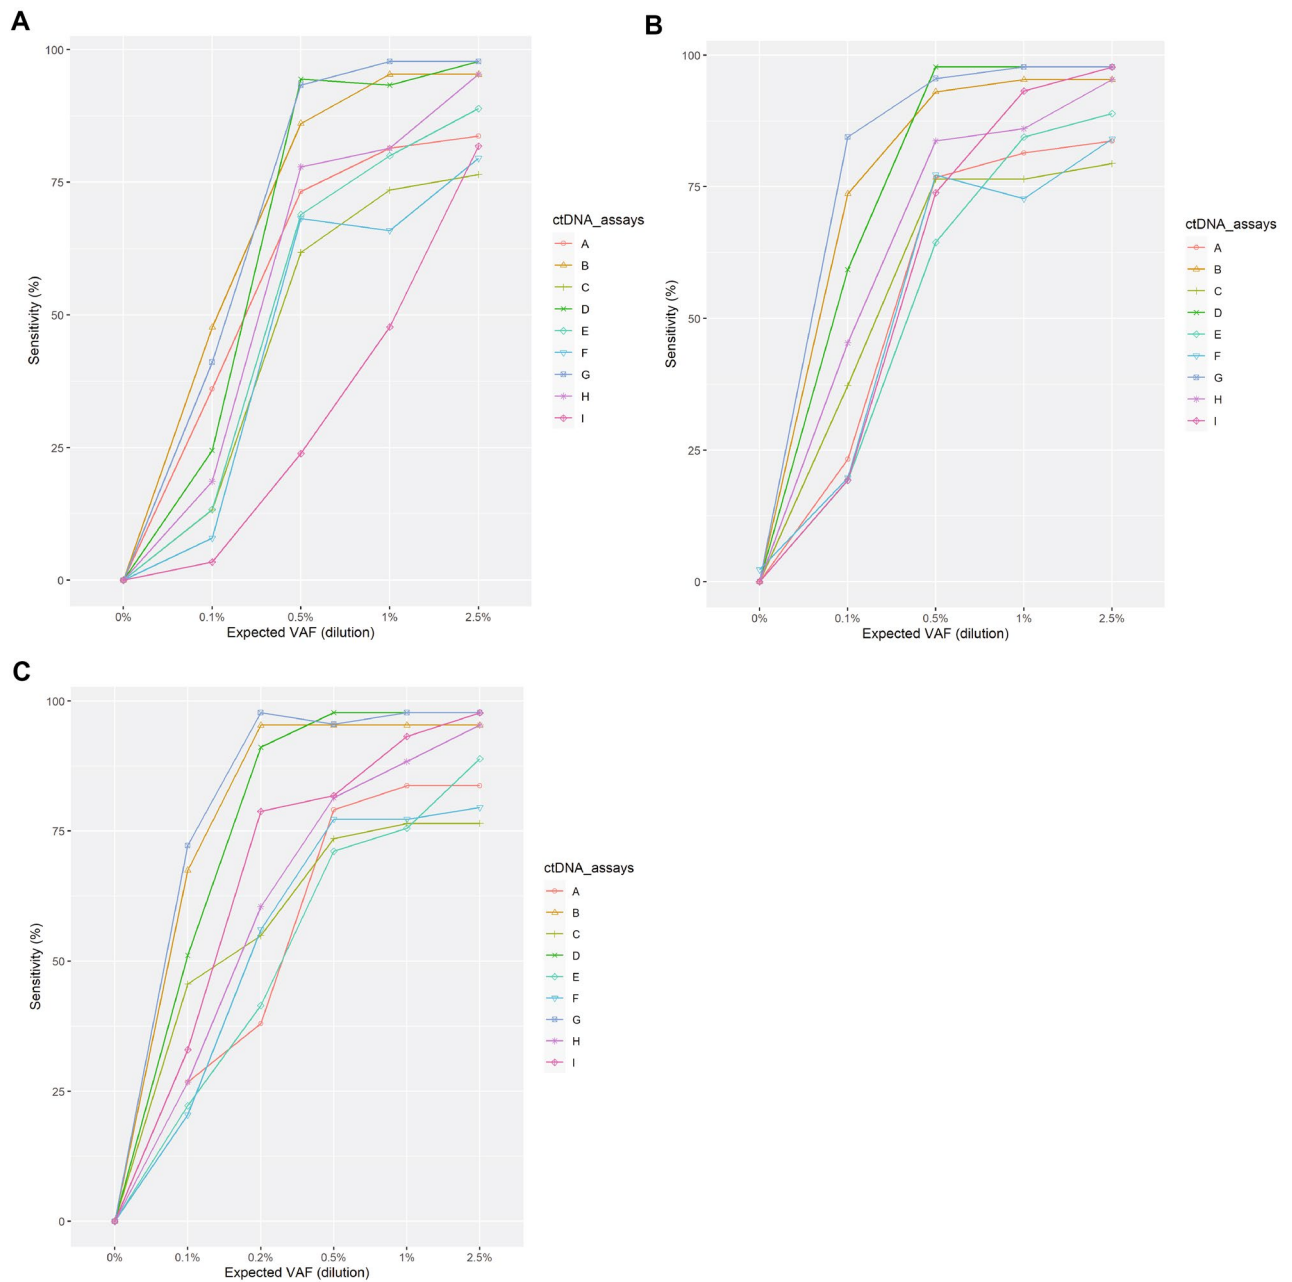 A
100
75
50
25
0
Sensitivity (%)
0% 0.1% 0.5% 1% 2.5%
Expected VAF (dilution)
ctDNA_assays
A
B
C
D
E
F
G
H
I
B
100
75
50
25
0
Sensitivity (%)
0% 0.1% 0.5% 1% 2.5%
Expected VAF (dilution)
ctDNA_assays
A
B
C
D
E
F
G
H
I
C
100
75
50
25
0
Sensitivity (%)
0% 0.1% 0.2% 0.5% 1% 2.5%
Expected VAF (dilution)
ctDNA_assays
A
B
C
D
E
F
G
H
I